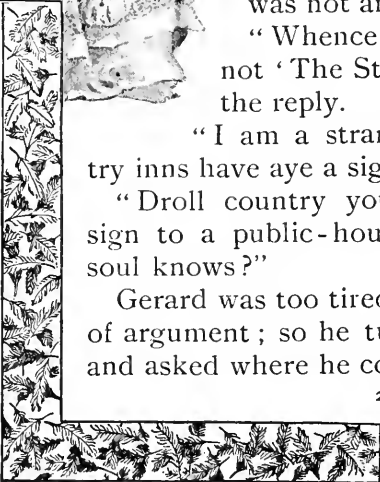 was not an
“ Whence
not ‘ The St
the reply.
“ I am a stran
try inns have aye a sig
“ Droll country you
sign to a public-hou
soul knows ?”
Gerard was too tired
of argument ; so he tu
and asked where he co